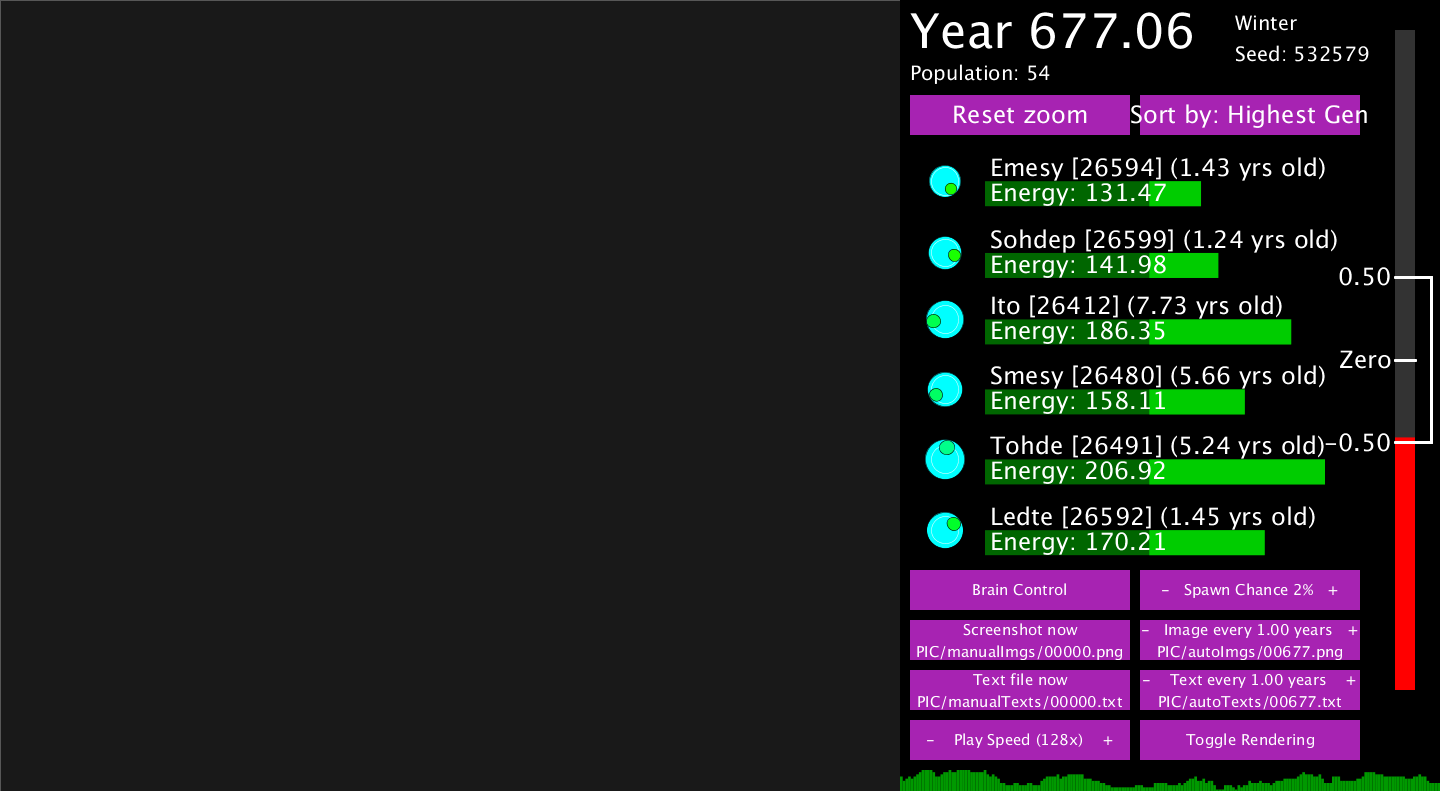 Year 677.06
Winter
Seed: 532579
Population: 54
Reset zoom
Sort by: Highest Gen
Emesy [26594] (1.43 yrs old)
Energy: 131.47
Sohdep [26599] (1.24 yrs old)
Energy: 141.98
0.50
Ito [26412] (7.73 yrs old)
Energy: 186.35
Zero
Smesy [26480] (5.66 yrs old)
Energy: 158.11
Tohde [26491] (5.24 yrs old)
-0.50
Energy: 206.92
Ledte [26592] (1.45 yrs old)
Energy: 170.21
Brain Control
- Spawn Chance 2% +
Screenshot now
PIC/manualImgs/00000.png
- Image every 1.00 years +
PIC/autoImgs/00677.png
Text file now
PIC/manualTexts/00000.txt
- Text every 1.00 years +
PIC/autoTexts/00677.txt
- Play Speed (128x) +
Toggle Rendering